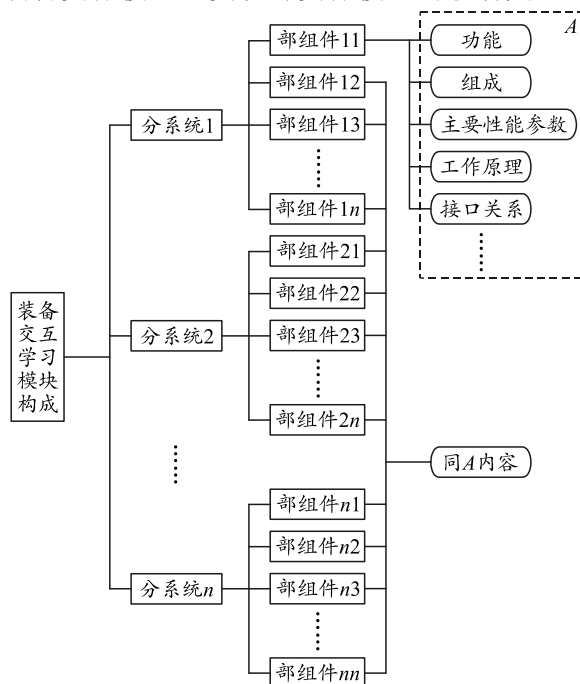 装备
交互
学习
模块
构成
分系统1
部组件11
部组件12
部组件13
部组件1n
分系统2
部组件21
部组件22
部组件23
部组件2n
分系统n
部组件n1
部组件n2
部组件n3
部组件nn
A
功能
组成
主要性能参数
工作原理
接口关系
同A内容